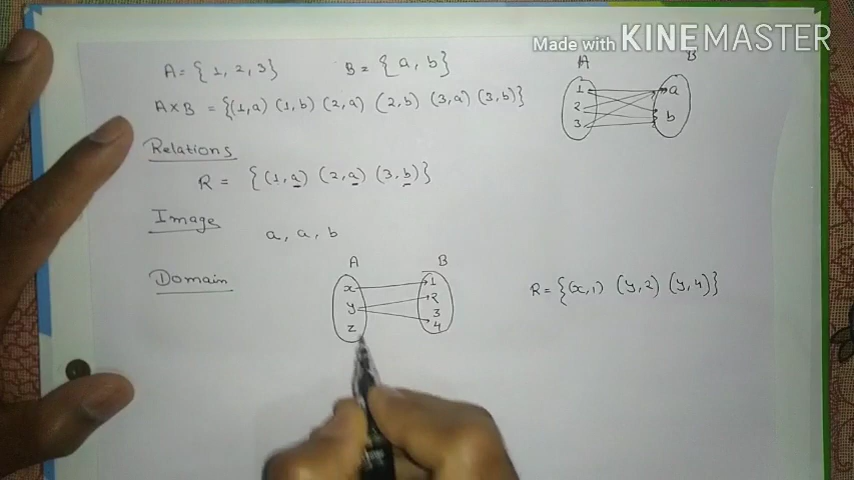 Made with KINEMASTER
A = { 1, 2, 3}
B = { a, b}
A×B = {(1,a) (1,b) (2,a) (2,b) (3,a) (3,b)}
A
B
1
2
3
a
b
Relations
R = { (1,a) (2,a) (3,b)}
Image
a, a, b
Domain
A
B
x
y
z
1
2
3
4
R = {(x,1) (y,2) (y,4)}